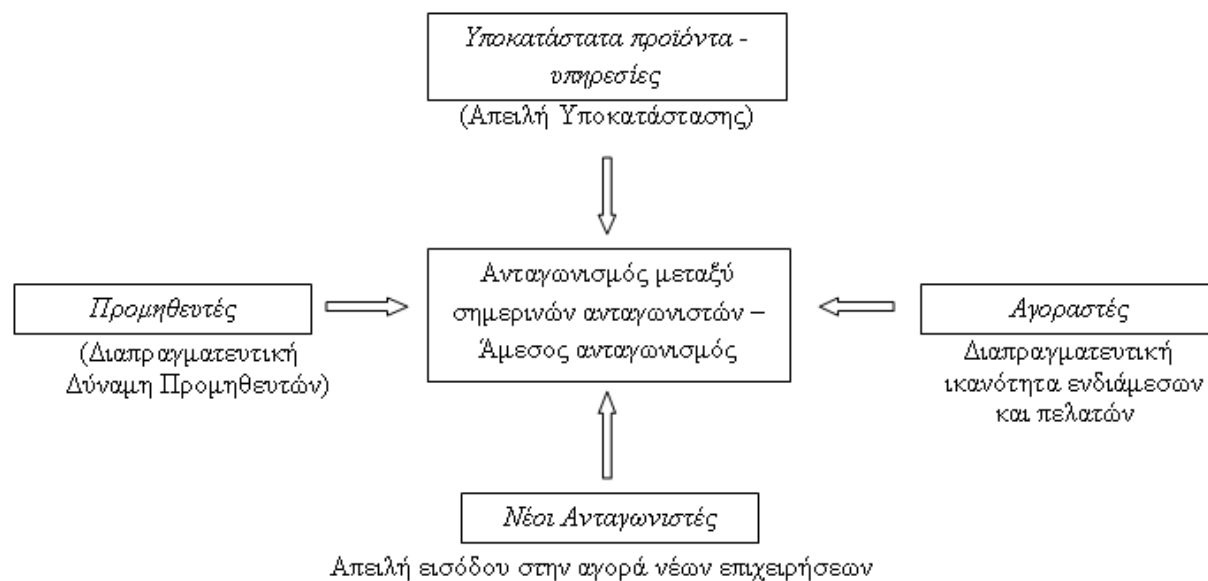 Υποκατάστατα προϊόντα -
υπηρεσίες
(Απειλή Υποκατάστασης)
Ανταγωνισμός μεταξύ
σημερινών ανταγωνιστών –
Άμεσος ανταγωνισμός
Προμηθευτές
(Διαπραγματευτική
Δύναμη Προμηθευτών)
Αγοραστές
Διαπραγματευτική
ικανότητα ενδιάμεσων
και πελατών
Νέοι Ανταγωνιστές
Απειλή εισόδου στην αγορά νέων επιχειρήσεων